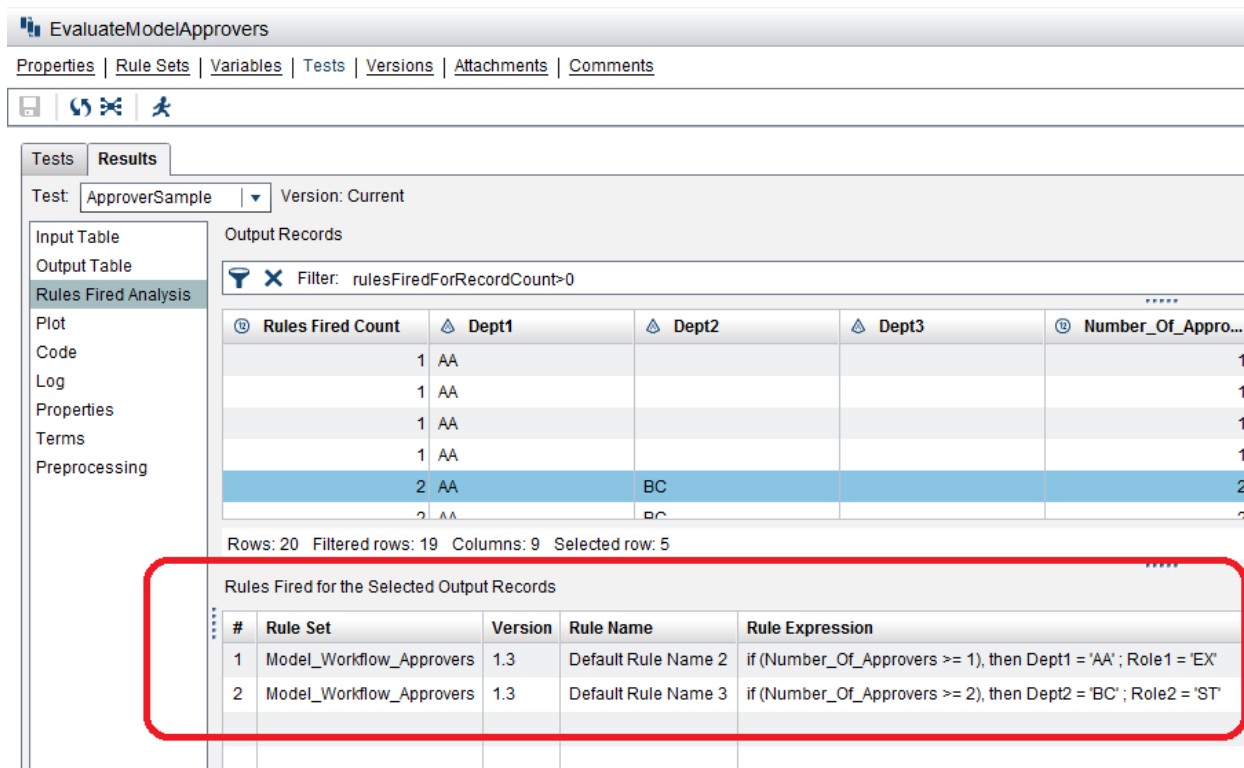 EvaluateModelApprovers
Properties | Rule Sets | Variables | Tests | Versions | Attachments | Comments
Tests Results
Test: ApproverSample Version: Current
Input Table
Output Table
Rules Fired Analysis
Plot
Code
Log
Properties
Terms
Preprocessing
Output Records
Filter: rulesFiredForRecordCount>0
Rules Fired Count Dept1 Dept2 Dept3 Number_Of_Appro...
1 AA 1
1 AA 1
1 AA 1
1 AA 1
2 AA BC 2
2 AA BC 2
Rows: 20 Filtered rows: 19 Columns: 9 Selected row: 5
Rules Fired for the Selected Output Records
# Rule Set Version Rule Name Rule Expression
1 Model_Workflow_Approvers 1.3 Default Rule Name 2 if (Number_Of_Approvers >= 1), then Dept1 = 'AA' ; Role1 = 'EX'
2 Model_Workflow_Approvers 1.3 Default Rule Name 3 if (Number_Of_Approvers >= 2), then Dept2 = 'BC' ; Role2 = 'ST'